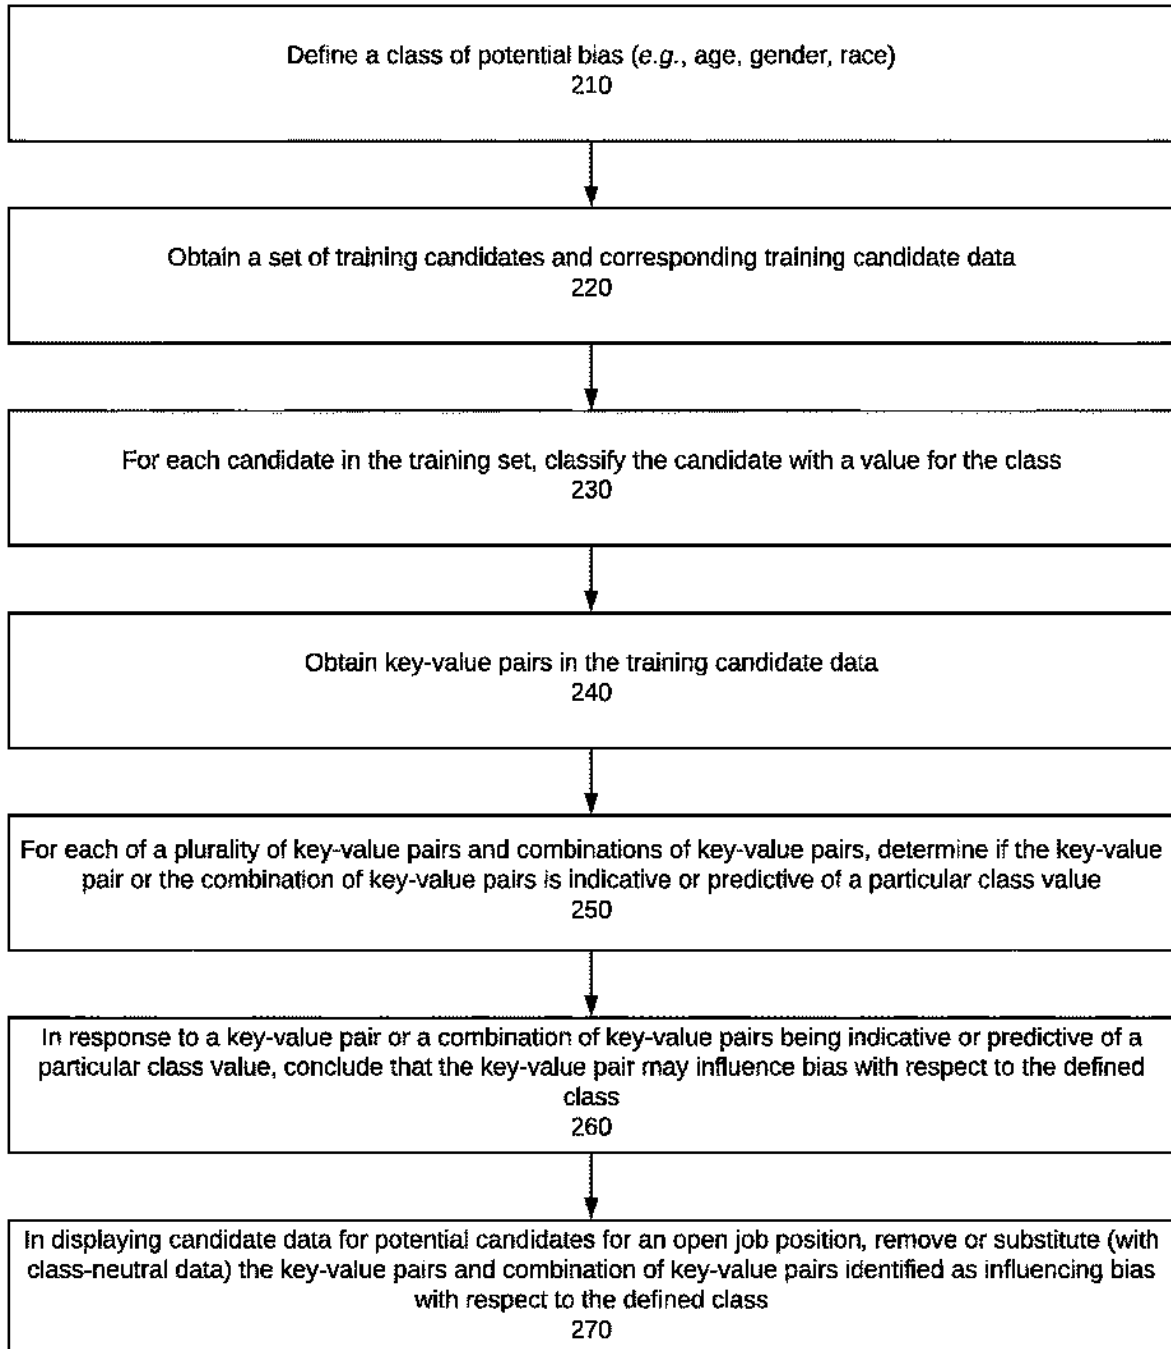 Define a class of potential bias (e.g., age, gender, race)
210
Obtain a set of training candidates and corresponding training candidate data
220
For each candidate in the training set, classify the candidate with a value for the class
230
Obtain key-value pairs in the training candidate data
240
For each of a plurality of key-value pairs and combinations of key-value pairs, determine if the key-value
pair or the combination of key-value pairs is indicative or predictive of a particular class value
250
In response to a key-value pair or a combination of key-value pairs being indicative or predictive of a
particular class value, conclude that the key-value pair may influence bias with respect to the defined
class
260
In displaying candidate data for potential candidates for an open job position, remove or substitute (with
class-neutral data) the key-value pairs and combination of key-value pairs identified as influencing bias
with respect to the defined class
270